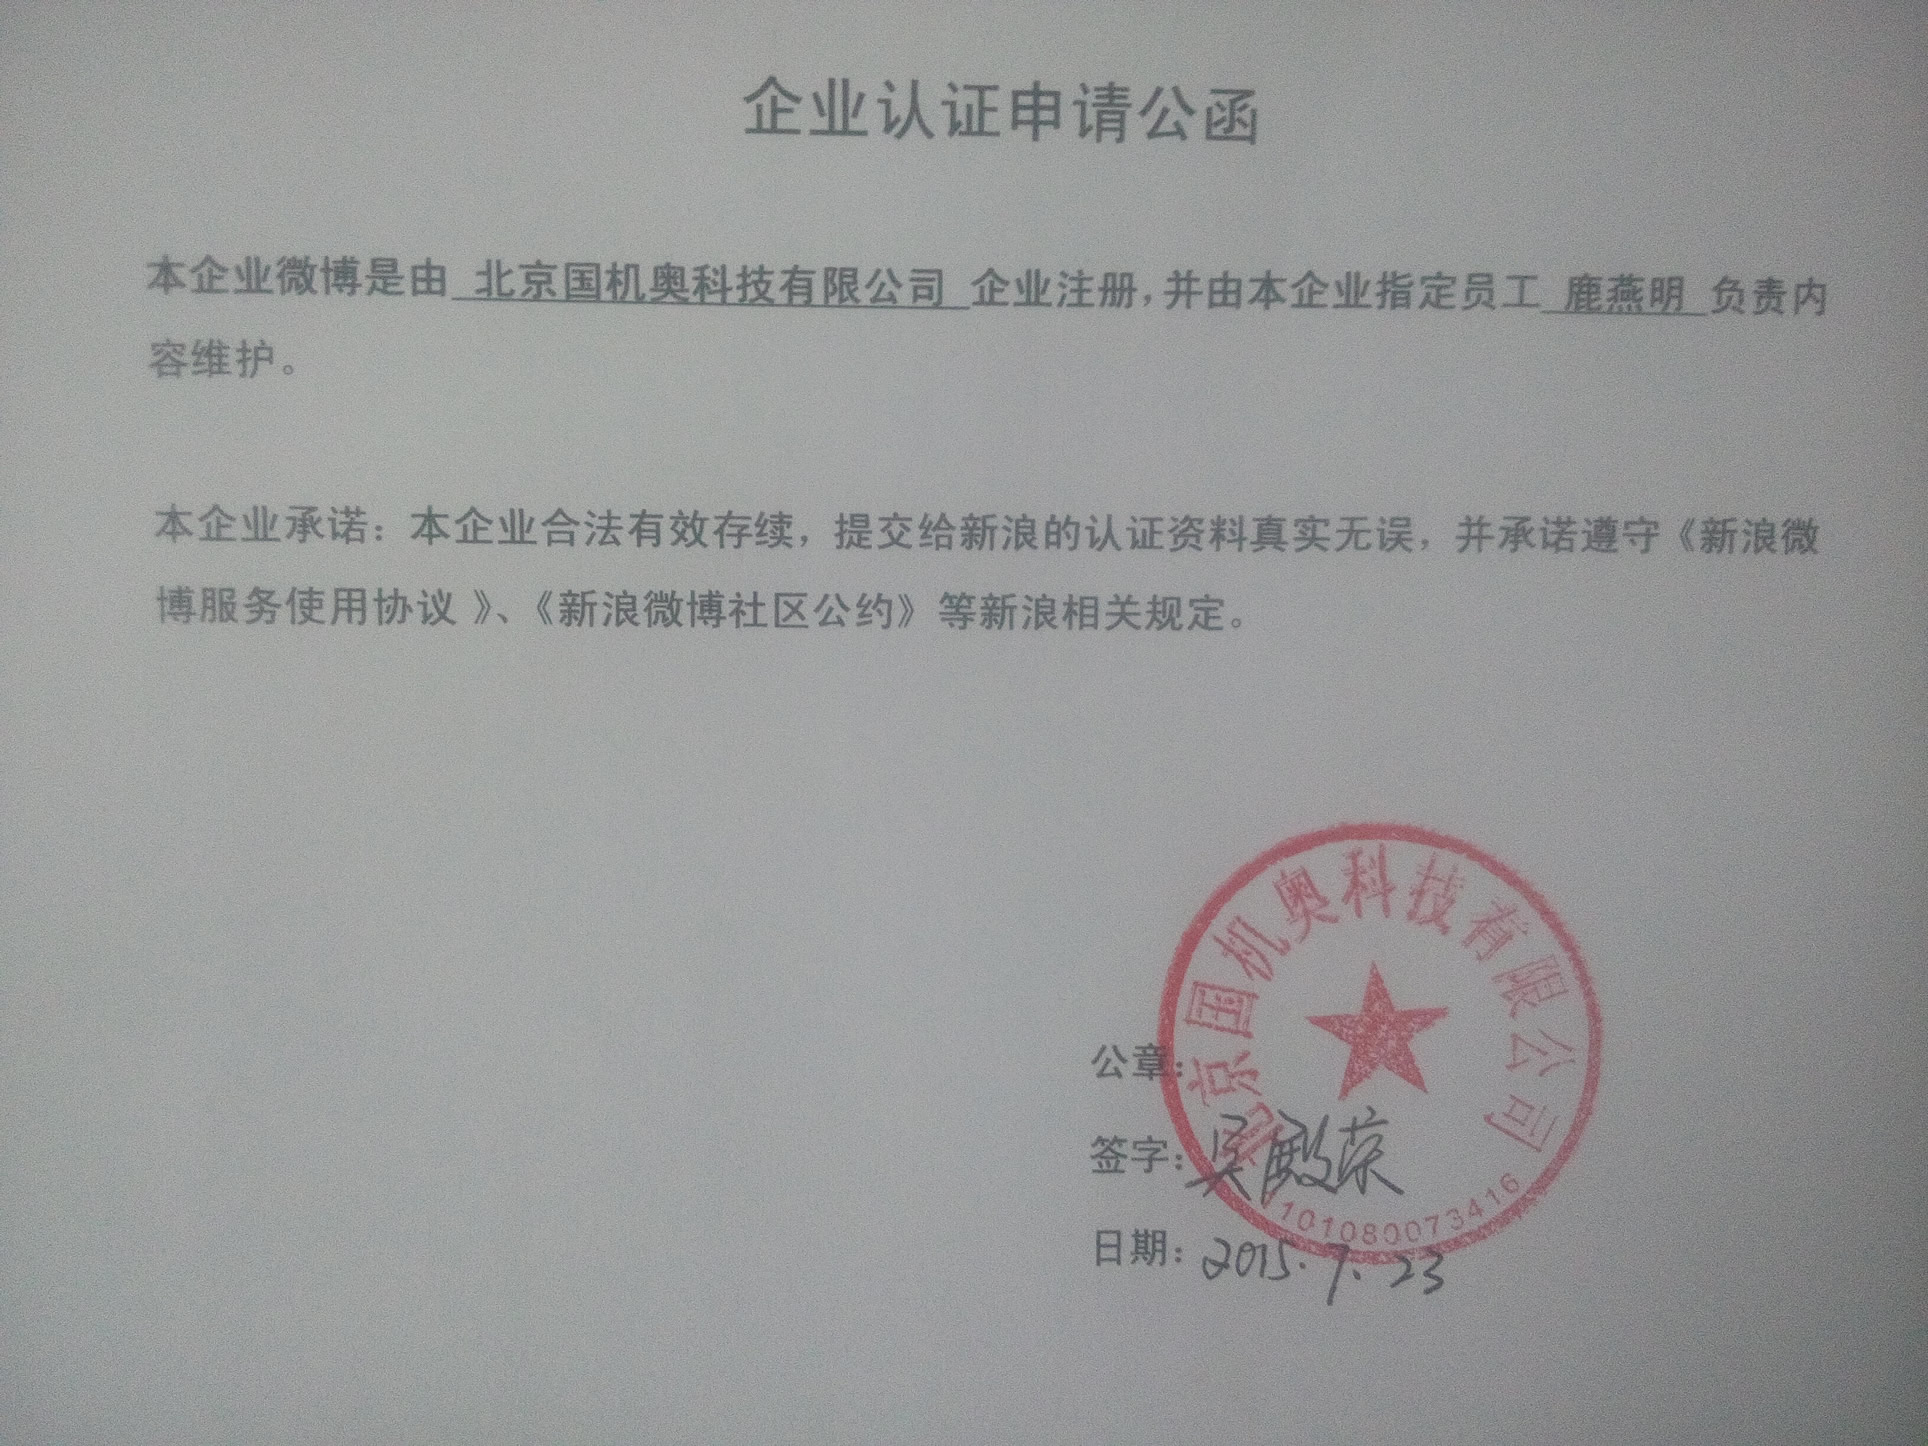 企业认证申请公函
本企业微博是由 北京国机奥科技有限公司 企业注册，并由本企业指定员工 鹿燕明 负责内
容维护。
本企业承诺：本企业合法有效存续，提交给新浪的认证资料真实无误，并承诺遵守《新浪微
博服务使用协议 》、《新浪微博社区公约》等新浪相关规定。
北京国机奥科技有限公司
公章：
签字：吴殿荣
1101080073416
日期：2015.7.23